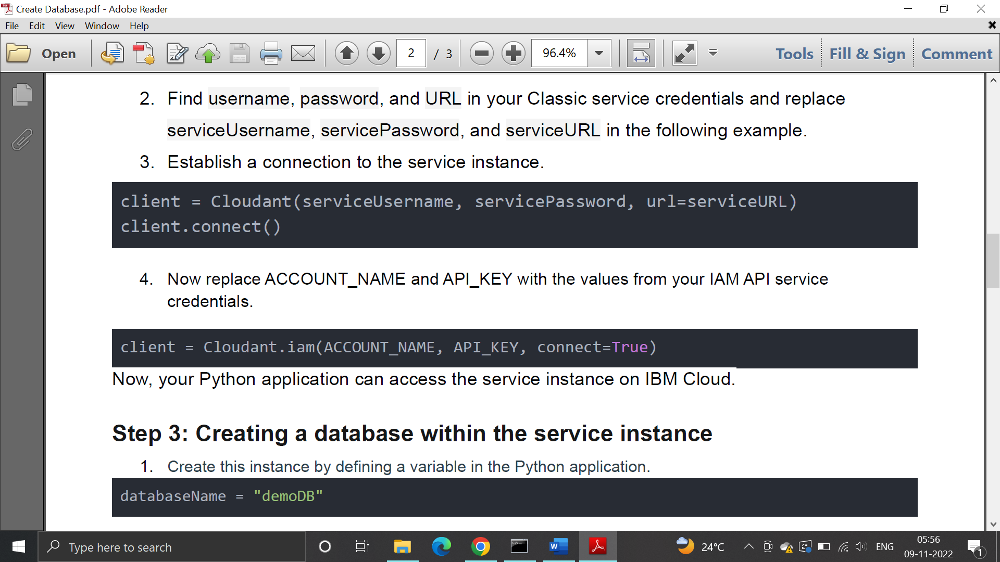 Create Database.pdf - Adobe Reader
File Edit View Window Help
Open 2 / 3 96.4% Tools Fill & Sign Comment
2. Find username, password, and URL in your Classic service credentials and replace
serviceUsername, servicePassword, and serviceURL in the following example.
3. Establish a connection to the service instance.
client = Cloudant(serviceUsername, servicePassword, url=serviceURL)
client.connect()
4. Now replace ACCOUNT_NAME and API_KEY with the values from your IAM API service
credentials.
client = Cloudant.iam(ACCOUNT_NAME, API_KEY, connect=True)
Now, your Python application can access the service instance on IBM Cloud.
Step 3: Creating a database within the service instance
1. Create this instance by defining a variable in the Python application.
databaseName = "demoDB"
Type here to search 24°C ENG 05:56
09-11-2022 1